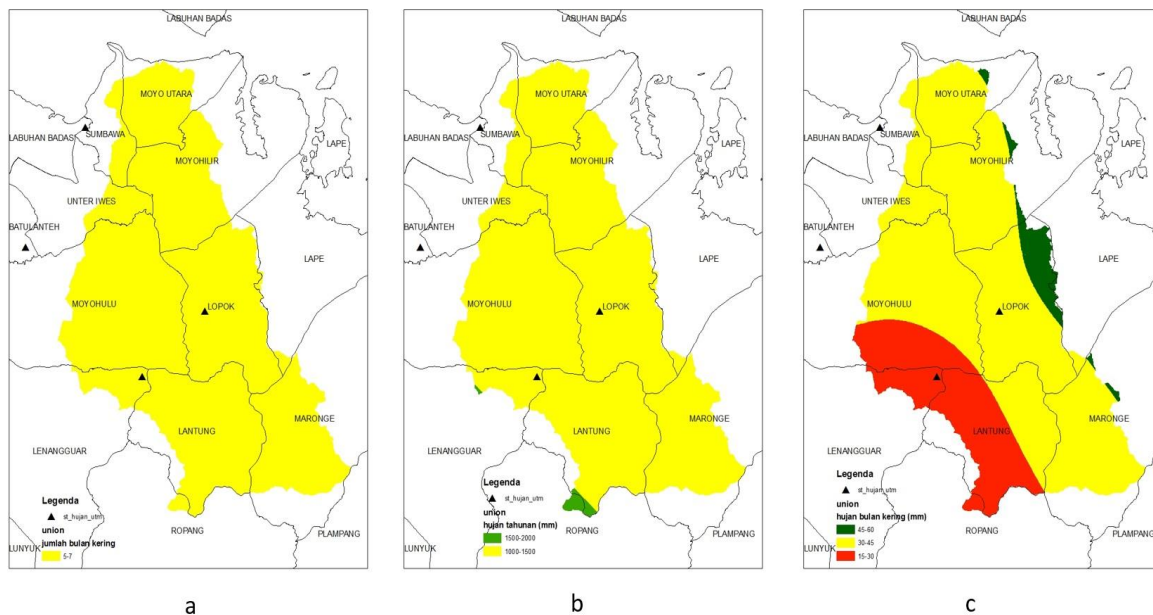 LABUHAN BADAS
MOYO UTARA
SUMBAWA
LABUHAN BADAS
LAPE
MOYOHILIR
UNTER IWES
BATULANTEH
LAPE
MOYOHULU
LOPOK
MARONGE
LANTUNG
LENANGGUAR
Legenda
st_hujan_utm
union
jumlah bulan kering
5-7
ROPANG
PLAMPANG
LUNYUK
a
LABUHAN BADAS
MOYO UTARA
SUMBAWA
LABUHAN BADAS
LAPE
MOYOHILIR
UNTER IWES
BATULANTEH
LAPE
MOYOHULU
LOPOK
MARONGE
LANTUNG
LENANGGUAR
Legenda
st_hujan_utm
union
hujan tahunan (mm)
1500-2000
1000-1500
ROPANG
PLAMPANG
LUNYUK
b
LABUHAN BADAS
MOYO UTARA
SUMBAWA
LABUHAN BADAS
LAPE
MOYOHILIR
UNTER IWES
BATULANTEH
LAPE
MOYOHULU
LOPOK
MARONGE
LANTUNG
LENANGGUAR
Legenda
st_hujan_utm
union
hujan bulan kering (mm)
45-60
30-45
15-30
ROPANG
PLAMPANG
LUNYUK
c